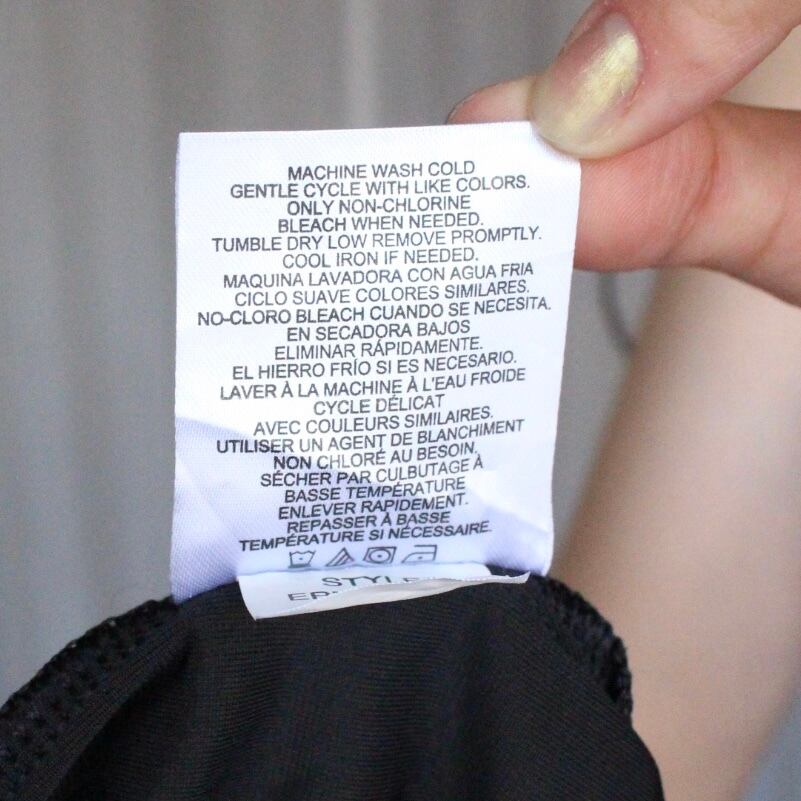 MACHINE WASH COLD
GENTLE CYCLE WITH LIKE COLORS.
ONLY NON-CHLORINE
BLEACH WHEN NEEDED.
TUMBLE DRY LOW REMOVE PROMPTLY.
COOL IRON IF NEEDED.
MAQUINA LAVADORA CON AGUA FRIA
CICLO SUAVE COLORES SIMILARES.
NO-CLORO BLEACH CUANDO SE NECESITA.
EN SECADORA BAJOS
ELIMINAR RÁPIDAMENTE.
EL HIERRO FRÍO SI ES NECESARIO.
LAVER À LA MACHINE À L'EAU FROIDE
CYCLE DÉLICAT
AVEC COULEURS SIMILAIRES.
UTILISER UN AGENT DE BLANCHIMENT
NON CHLORÉ AU BESOIN.
SÉCHER PAR CULBUTAGE À
BASSE TEMPÉRATURE
ENLEVER RAPIDEMENT.
REPASSER À BASSE
TEMPÉRATURE SI NÉCESSAIRE.
STYLE